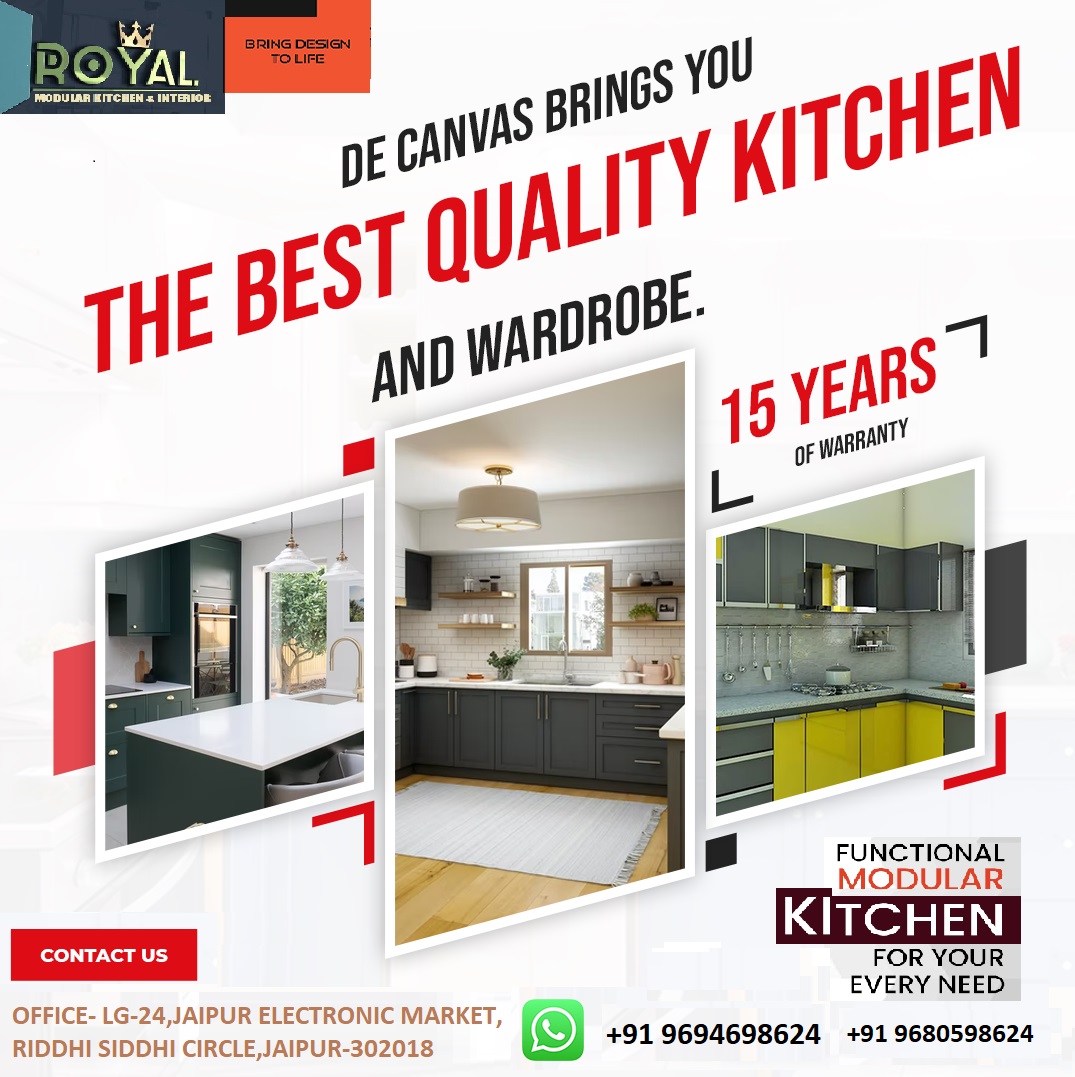 ROYAL.
MODULAR KITCHEN & INTERIOR
BRING DESIGN
TO LIFE
DE CANVAS BRINGS YOU
THE BEST QUALITY KITCHEN
AND WARDROBE.
15 YEARS
OF WARRANTY
FUNCTIONAL
MODULAR
KITCHEN
FOR YOUR
EVERY NEED
CONTACT US
OFFICE- LG-24,JAIPUR ELECTRONIC MARKET,
RIDDHI SIDDHI CIRCLE,JAIPUR-302018
+91 9694698624
+91 9680598624